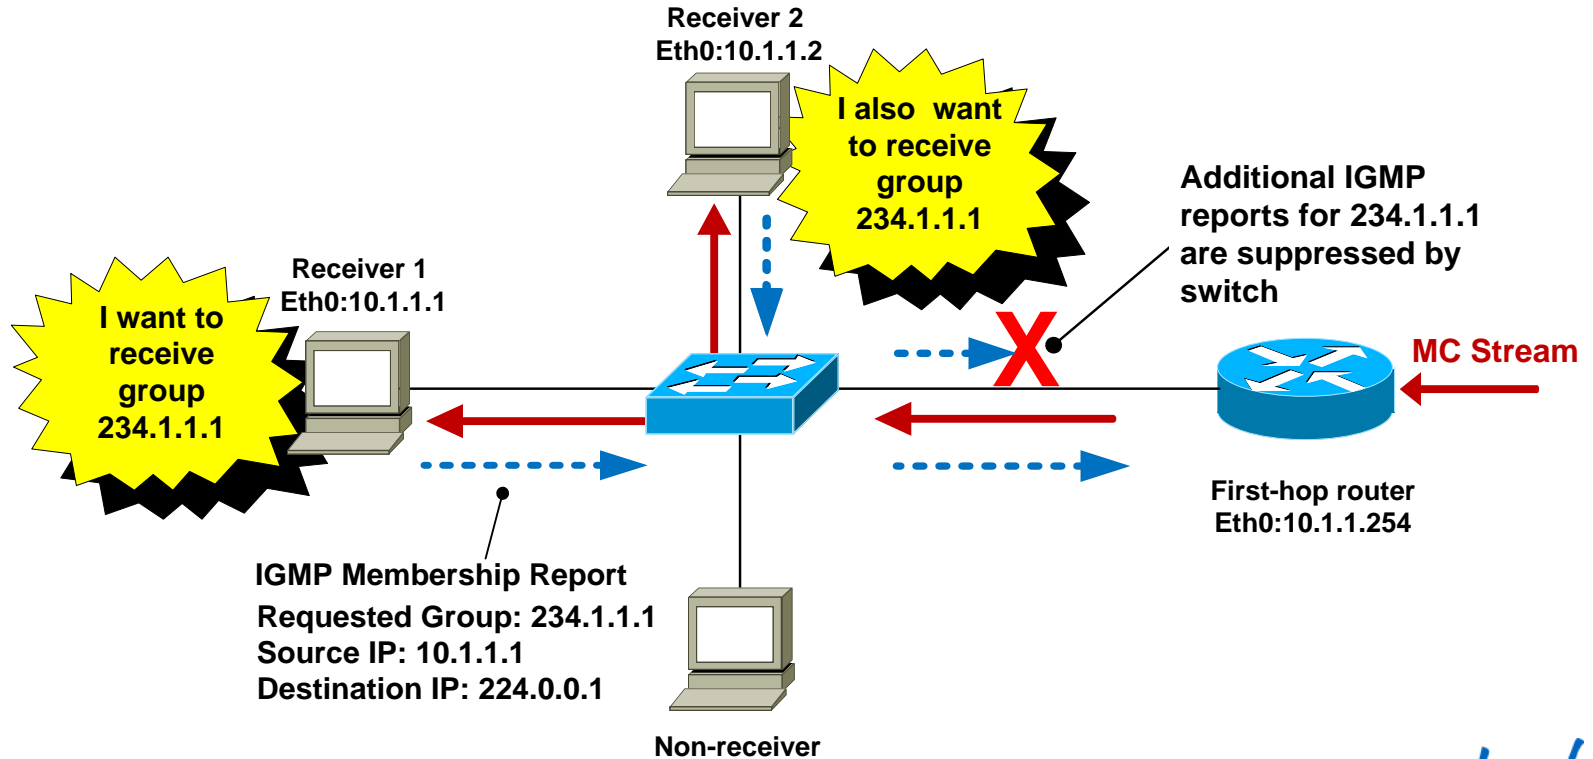 Receiver 2
Eth0:10.1.1.2
I also want
to receive
group
234.1.1.1
Additional IGMP
reports for 234.1.1.1
are suppressed by
switch
Receiver 1
Eth0:10.1.1.1
I want to
receive
group
234.1.1.1
X
MC Stream
First-hop router
Eth0:10.1.1.254
IGMP Membership Report
Requested Group: 234.1.1.1
Source IP: 10.1.1.1
Destination IP: 224.0.0.1
Non-receiver